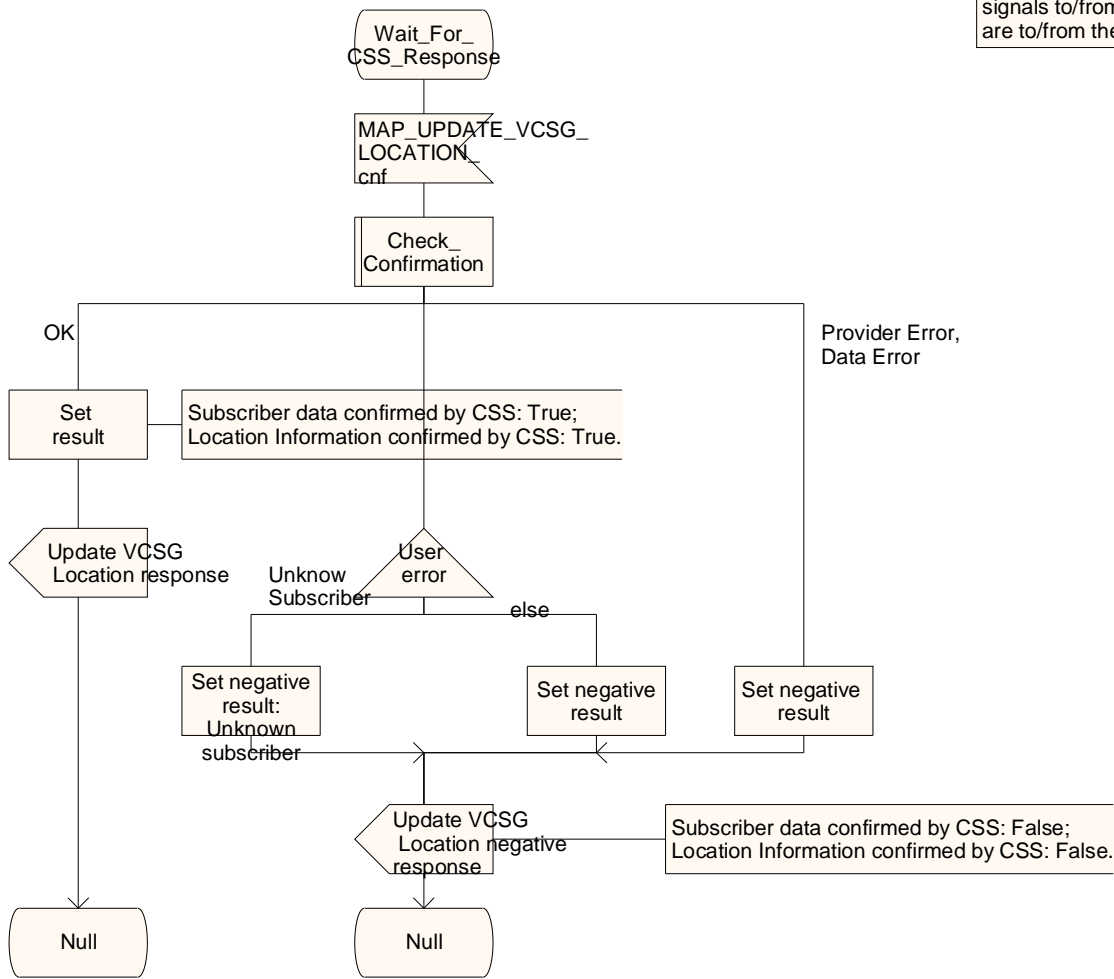 signals to/from
are to/from the
Wait_For_
CSS_Response
MAP_UPDATE_VCSG_
LOCATION_
cnf
Check_
Confirmation
OK
Provider Error,
Data Error
Set
result
Subscriber data confirmed by CSS: True;
Location Information confirmed by CSS: True.
Update VCSG
Location response
User
error
Unknow
Subscriber
else
Set negative
result:
Unknown
subscriber
Set negative
result
Set negative
result
Update VCSG
Location negative
response
Subscriber data confirmed by CSS: False;
Location Information confirmed by CSS: False.
Null
Null